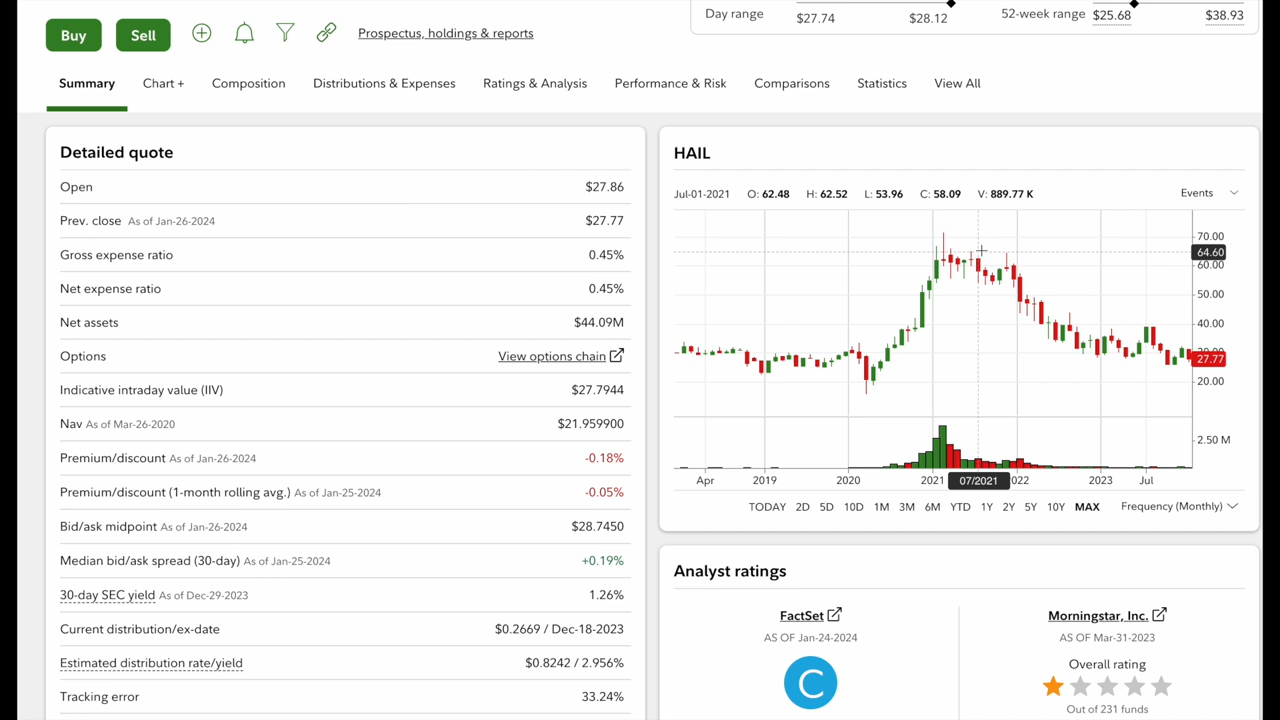 Day range $27.74 $28.12 52-week range $25.68 $38.93
Buy Sell Prospectus, holdings & reports
Summary Chart + Composition Distributions & Expenses Ratings & Analysis Performance & Risk Comparisons Statistics View All
Detailed quote
Open $27.86
Prev. close As of Jan-26-2024 $27.77
Gross expense ratio 0.45%
Net expense ratio 0.45%
Net assets $44.09M
Options View options chain
Indicative intraday value (IIV) $27.7944
Nav As of Mar-26-2020 $21.959900
Premium/discount As of Jan-26-2024 -0.18%
Premium/discount (1-month rolling avg.) As of Jan-25-2024 -0.05%
Bid/ask midpoint As of Jan-26-2024 $28.7450
Median bid/ask spread (30-day) As of Jan-25-2024 +0.19%
30-day SEC yield As of Dec-29-2023 1.26%
Current distribution/ex-date $0.2669 / Dec-18-2023
Estimated distribution rate/yield $0.8242 / 2.956%
Tracking error 33.24%
HAIL
Jul-01-2021 O: 62.48 H: 62.52 L: 53.96 C: 58.09 V: 889.77 K Events
70.00
64.60
60.00
50.00
40.00
27.77
20.00
2.50 M
Apr 2019 2020 2021 07/2021 2022 2023 Jul
TODAY 2D 5D 10D 1M 3M 6M YTD 1Y 2Y 5Y 10Y MAX Frequency (Monthly)
Analyst ratings
FactSet
AS OF Jan-24-2024
C
Morningstar, Inc.
AS OF Mar-31-2023
Overall rating
Out of 231 funds